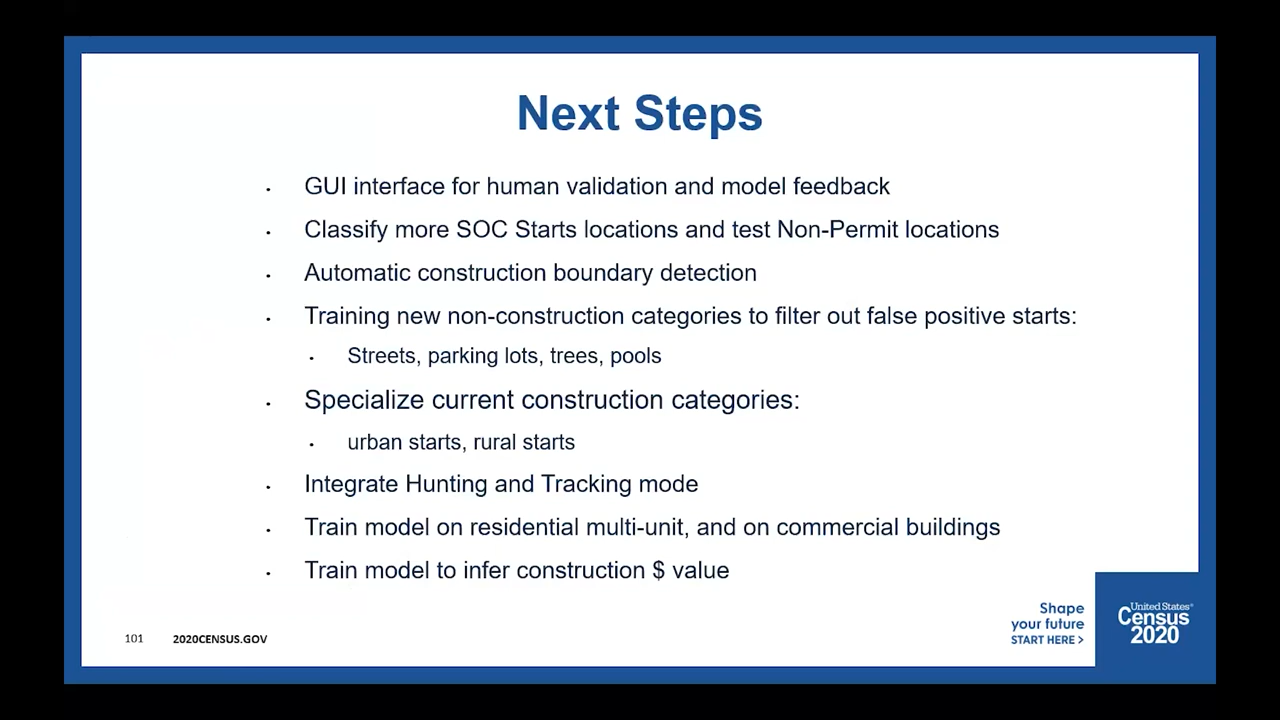 Next Steps
· GUI interface for human validation and model feedback
· Classify more SOC Starts locations and test Non-Permit locations
· Automatic construction boundary detection
· Training new non-construction categories to filter out false positive starts:
· Streets, parking lots, trees, pools
· Specialize current construction categories:
· urban starts, rural starts
· Integrate Hunting and Tracking mode
· Train model on residential multi-unit, and on commercial buildings
· Train model to infer construction $ value
101
2020CENSUS.GOV
Shape
your future
START HERE >
United States®
Census
2020